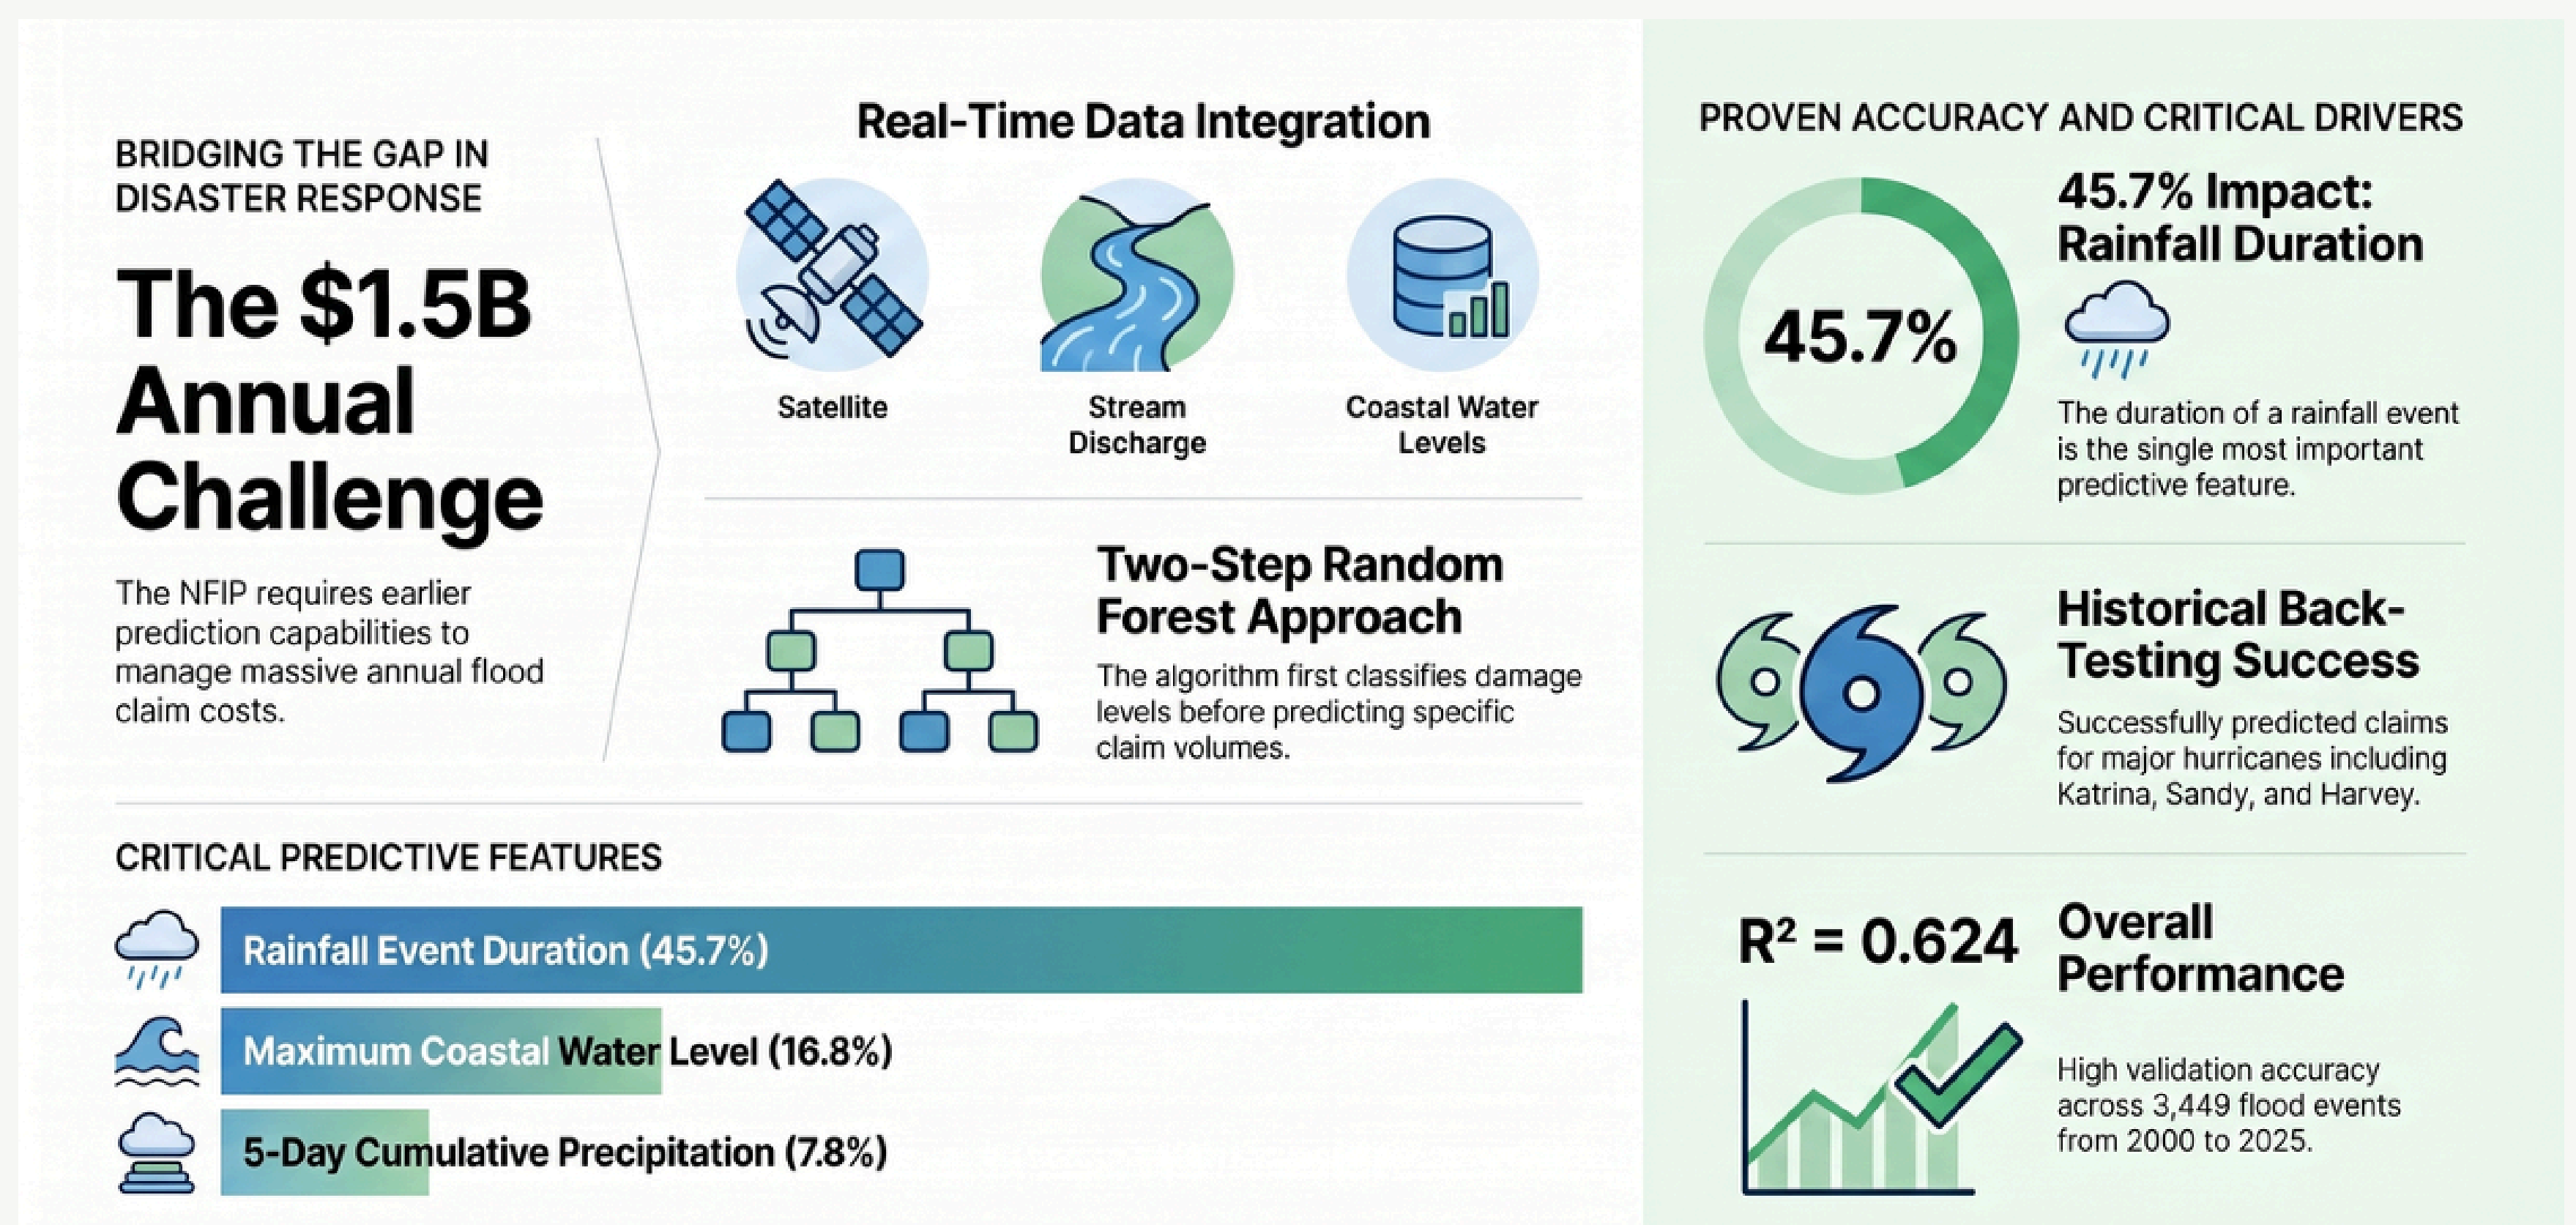 BRIDGING THE GAP IN
DISASTER RESPONSE
The $1.5B
Annual
Challenge
The NFIP requires earlier
prediction capabilities to
manage massive annual flood
claim costs.
Real-Time Data Integration
Satellite
Stream
Discharge
Coastal Water
Levels
Two-Step Random
Forest Approach
The algorithm first classifies damage
levels before predicting specific
claim volumes.
CRITICAL PREDICTIVE FEATURES
Rainfall Event Duration (45.7%)
Maximum Coastal Water Level (16.8%)
5-Day Cumulative Precipitation (7.8%)
PROVEN ACCURACY AND CRITICAL DRIVERS
45.7%
45.7% Impact:
Rainfall Duration
The duration of a rainfall event
is the single most important
predictive feature.
Historical Back-
Testing Success
Successfully predicted claims
for major hurricanes including
Katrina, Sandy, and Harvey.
R² = 0.624
Overall
Performance
High validation accuracy
across 3,449 flood events
from 2000 to 2025.